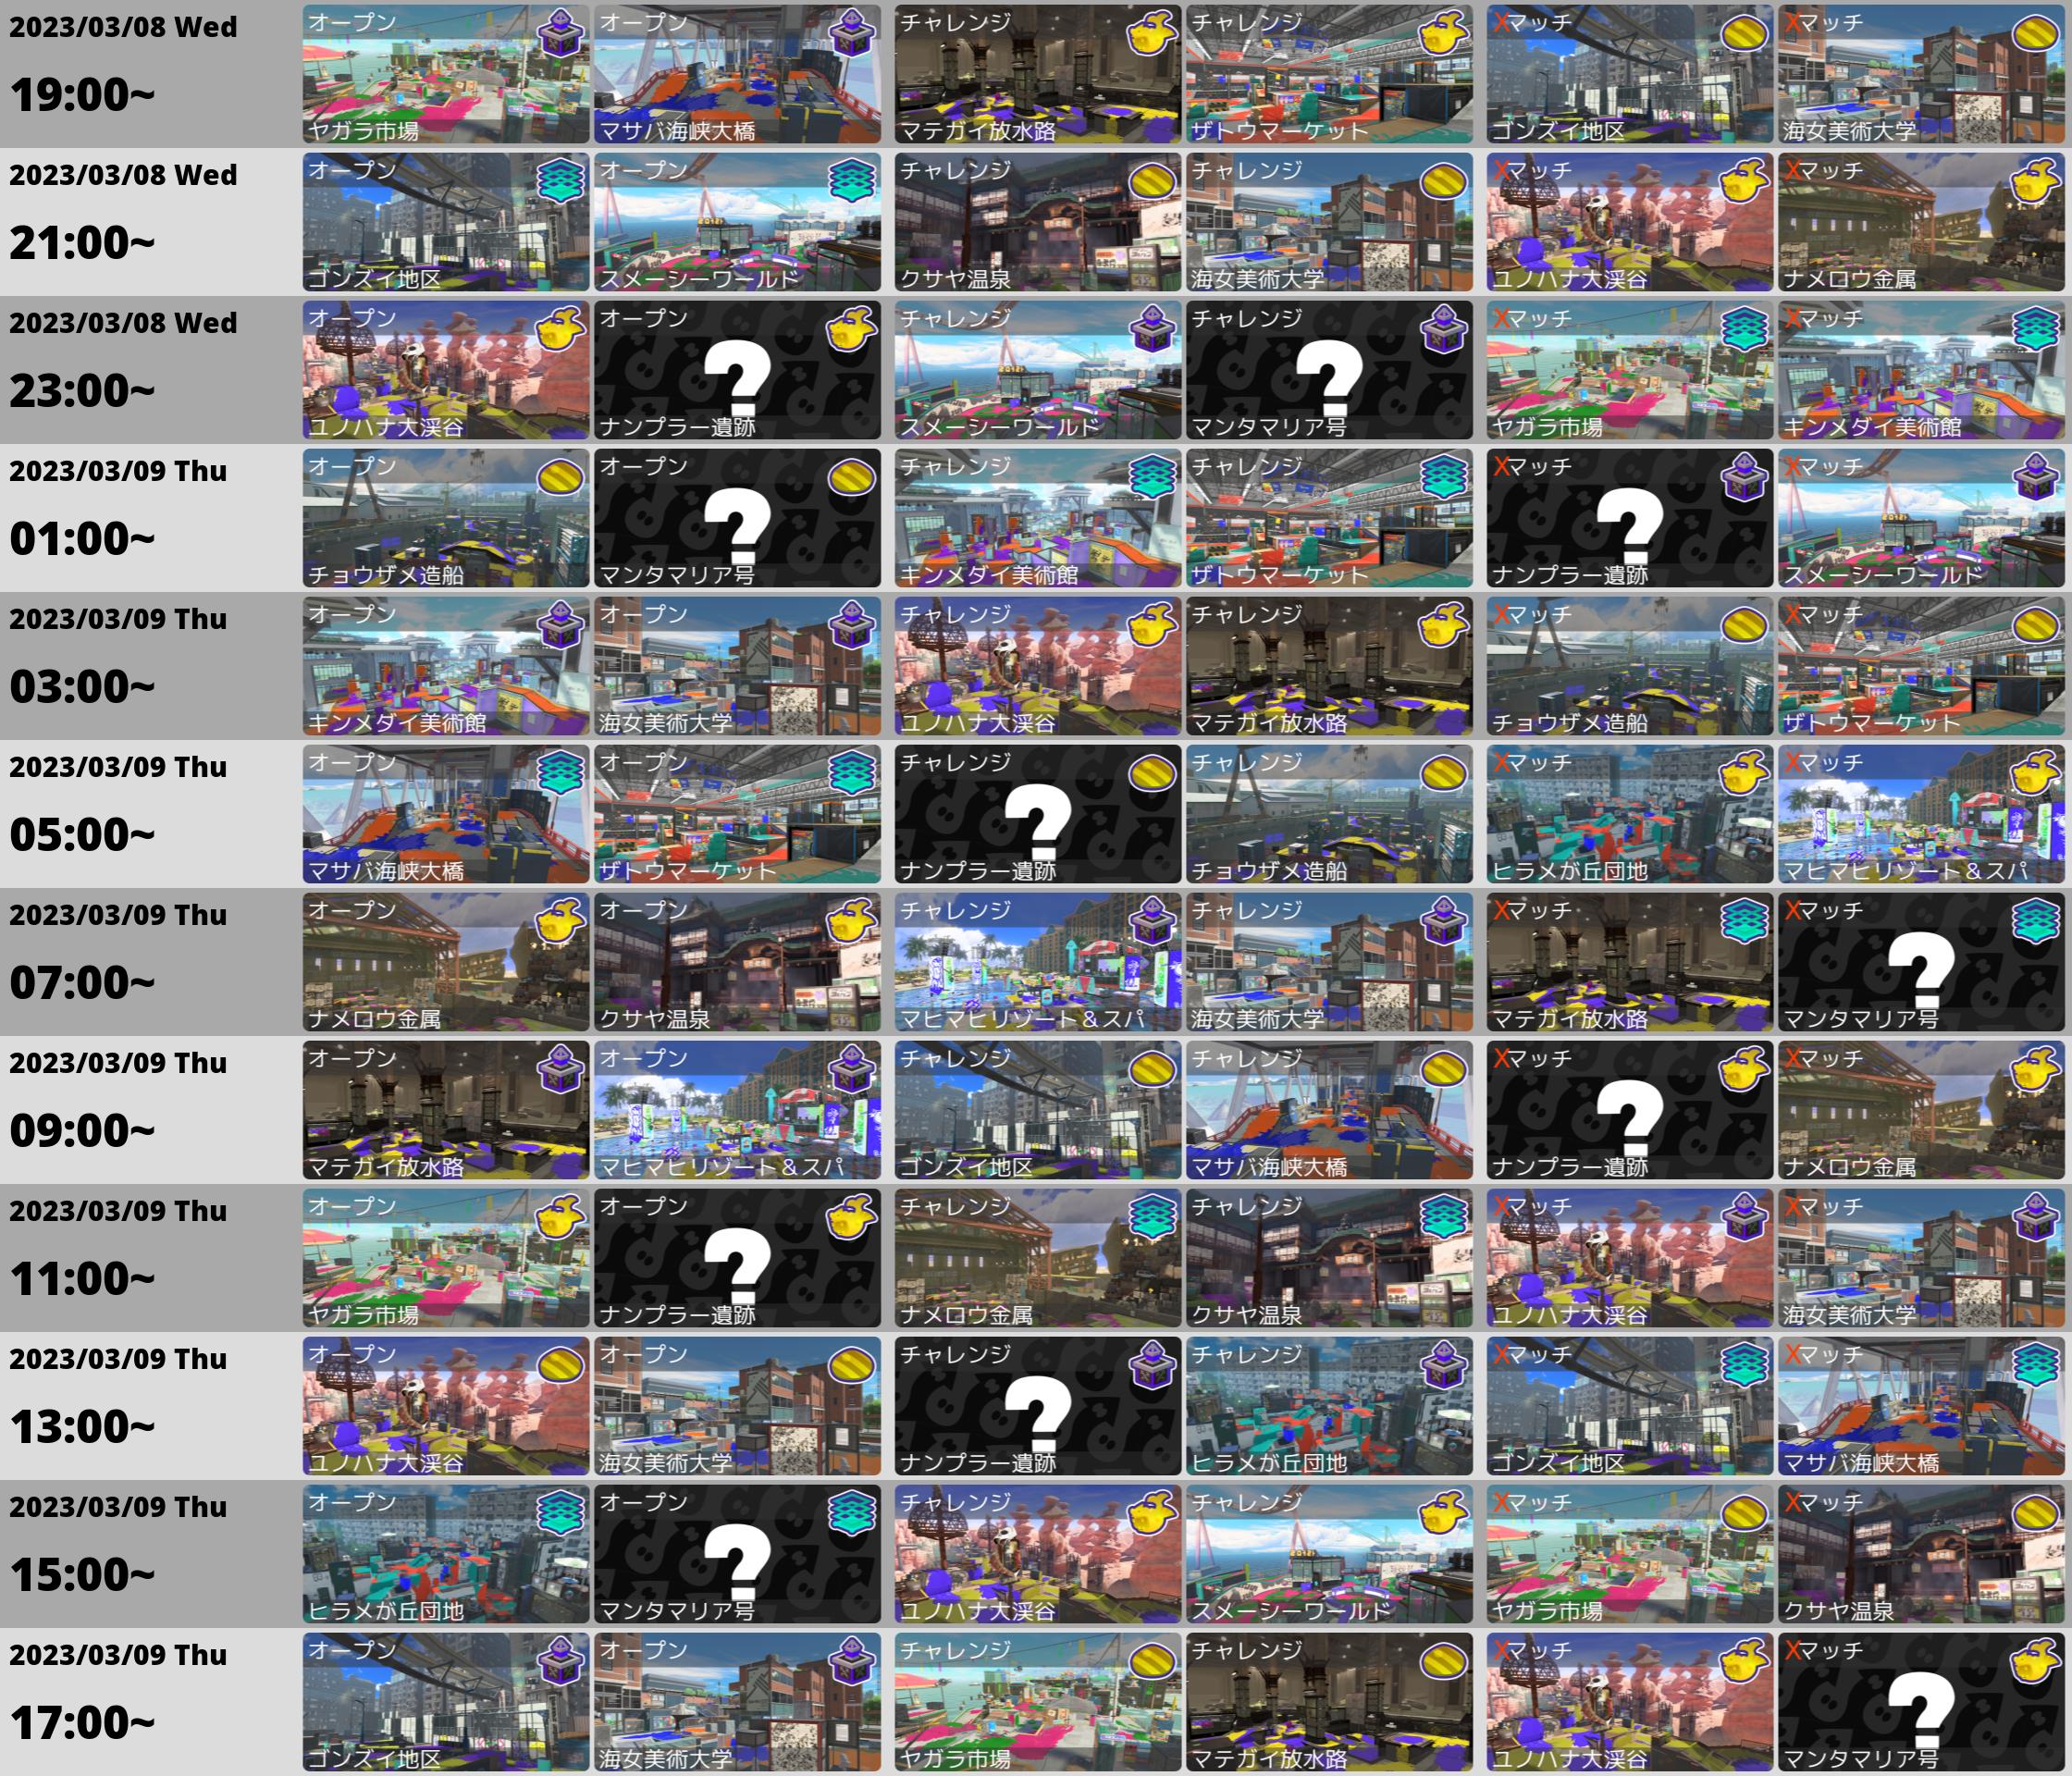 2023/03/08 Wed
19:00~
オープン
ヤガラ市場
オープン
マサバ海峡大橋
チャレンジ
マテガイ放水路
チャレンジ
ザトウマーケット
Xマッチ
ゴンズイ地区
Xマッチ
海女美術大学
2023/03/08 Wed
21:00~
オープン
ゴンズイ地区
オープン
スメーシーワールド
チャレンジ
クサヤ温泉
チャレンジ
海女美術大学
Xマッチ
ユノハナ大渓谷
Xマッチ
ナメロウ金属
2023/03/08 Wed
23:00~
オープン
ユノハナ大渓谷
オープン
?
ナンプラー遺跡
チャレンジ
スメーシーワールド
チャレンジ
?
マンタマリア号
Xマッチ
ヤガラ市場
Xマッチ
キンメダイ美術館
2023/03/09 Thu
01:00~
オープン
チョウザメ造船
オープン
?
マンタマリア号
チャレンジ
キンメダイ美術館
チャレンジ
ザトウマーケット
Xマッチ
?
ナンプラー遺跡
Xマッチ
スメーシーワールド
2023/03/09 Thu
03:00~
オープン
キンメダイ美術館
オープン
海女美術大学
チャレンジ
ユノハナ大渓谷
チャレンジ
マテガイ放水路
Xマッチ
チョウザメ造船
Xマッチ
ザトウマーケット
2023/03/09 Thu
05:00~
オープン
マサバ海峡大橋
オープン
ザトウマーケット
チャレンジ
?
ナンプラー遺跡
チャレンジ
チョウザメ造船
Xマッチ
ヒラメが丘団地
Xマッチ
マヒマヒリゾート&スパ
2023/03/09 Thu
07:00~
オープン
ナメロウ金属
オープン
クサヤ温泉
チャレンジ
マヒマヒリゾート&スパ
チャレンジ
海女美術大学
Xマッチ
マテガイ放水路
Xマッチ
?
マンタマリア号
2023/03/09 Thu
09:00~
オープン
マテガイ放水路
オープン
マヒマヒリゾート&スパ
チャレンジ
ゴンズイ地区
チャレンジ
マサバ海峡大橋
Xマッチ
?
ナンプラー遺跡
Xマッチ
ナメロウ金属
2023/03/09 Thu
11:00~
オープン
ヤガラ市場
オープン
?
ナンプラー遺跡
チャレンジ
ナメロウ金属
チャレンジ
クサヤ温泉
Xマッチ
ユノハナ大渓谷
Xマッチ
海女美術大学
2023/03/09 Thu
13:00~
オープン
ユノハナ大渓谷
オープン
海女美術大学
チャレンジ
?
ナンプラー遺跡
チャレンジ
ヒラメが丘団地
Xマッチ
ゴンズイ地区
Xマッチ
マサバ海峡大橋
2023/03/09 Thu
15:00~
オープン
ヒラメが丘団地
オープン
?
マンタマリア号
チャレンジ
ユノハナ大渓谷
チャレンジ
スメーシーワールド
Xマッチ
ヤガラ市場
Xマッチ
クサヤ温泉
2023/03/09 Thu
17:00~
オープン
ゴンズイ地区
オープン
海女美術大学
チャレンジ
ヤガラ市場
チャレンジ
マテガイ放水路
Xマッチ
ユノハナ大渓谷
Xマッチ
?
マンタマリア号